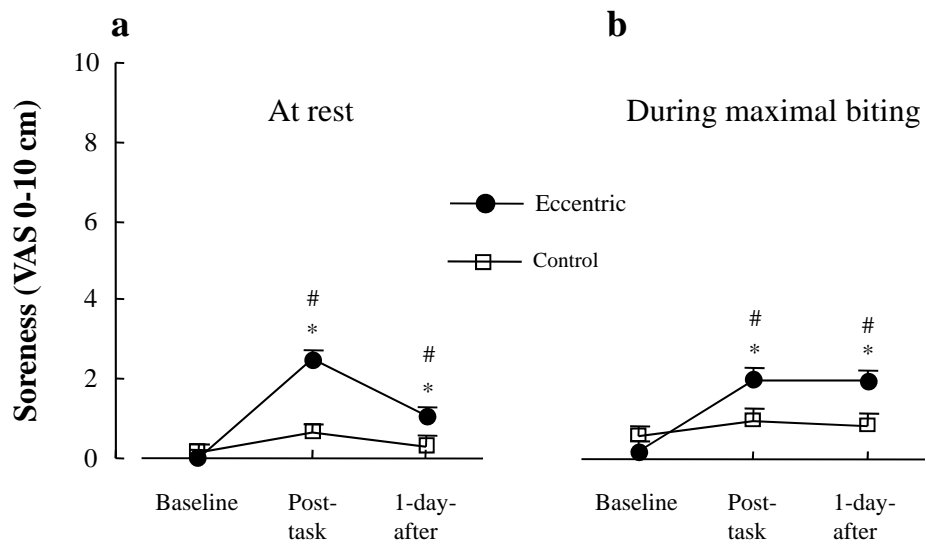 a
b
10
At rest
During maximal biting
8
6
Eccentric
Control
4
#
*
#
*
#
*
#
*
2
0
Soreness (VAS 0-10 cm)
Baseline
Post-
task
1-day-
after
Baseline
Post-
task
1-day-
after